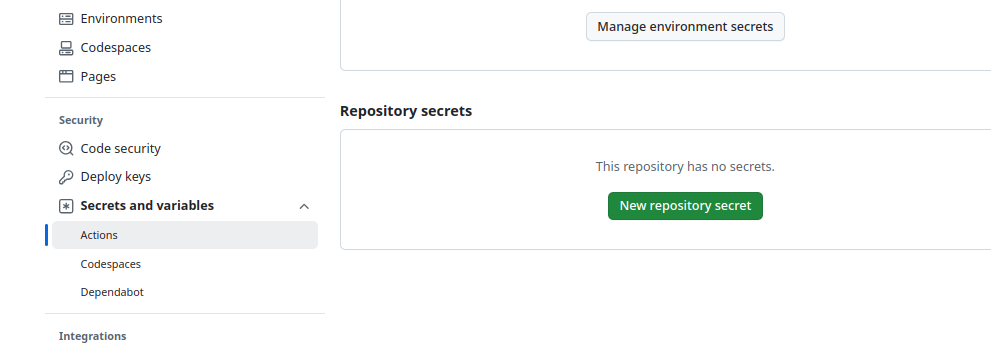 Environments
Codespaces
Pages
Security
Code security
Deploy keys
Secrets and variables
Actions
Codespaces
Dependabot
Integrations
Manage environment secrets
Repository secrets
This repository has no secrets.
New repository secret